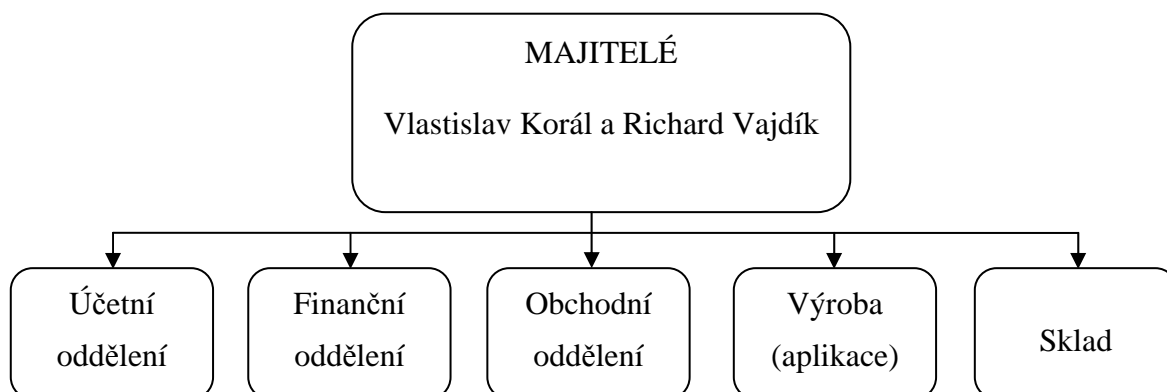 MAJITELÉ
Vlastislav Korál a Richard Vajdík
Účetní
oddělení
Finanční
oddělení
Obchodní
oddělení
Výroba
(aplikace)
Sklad